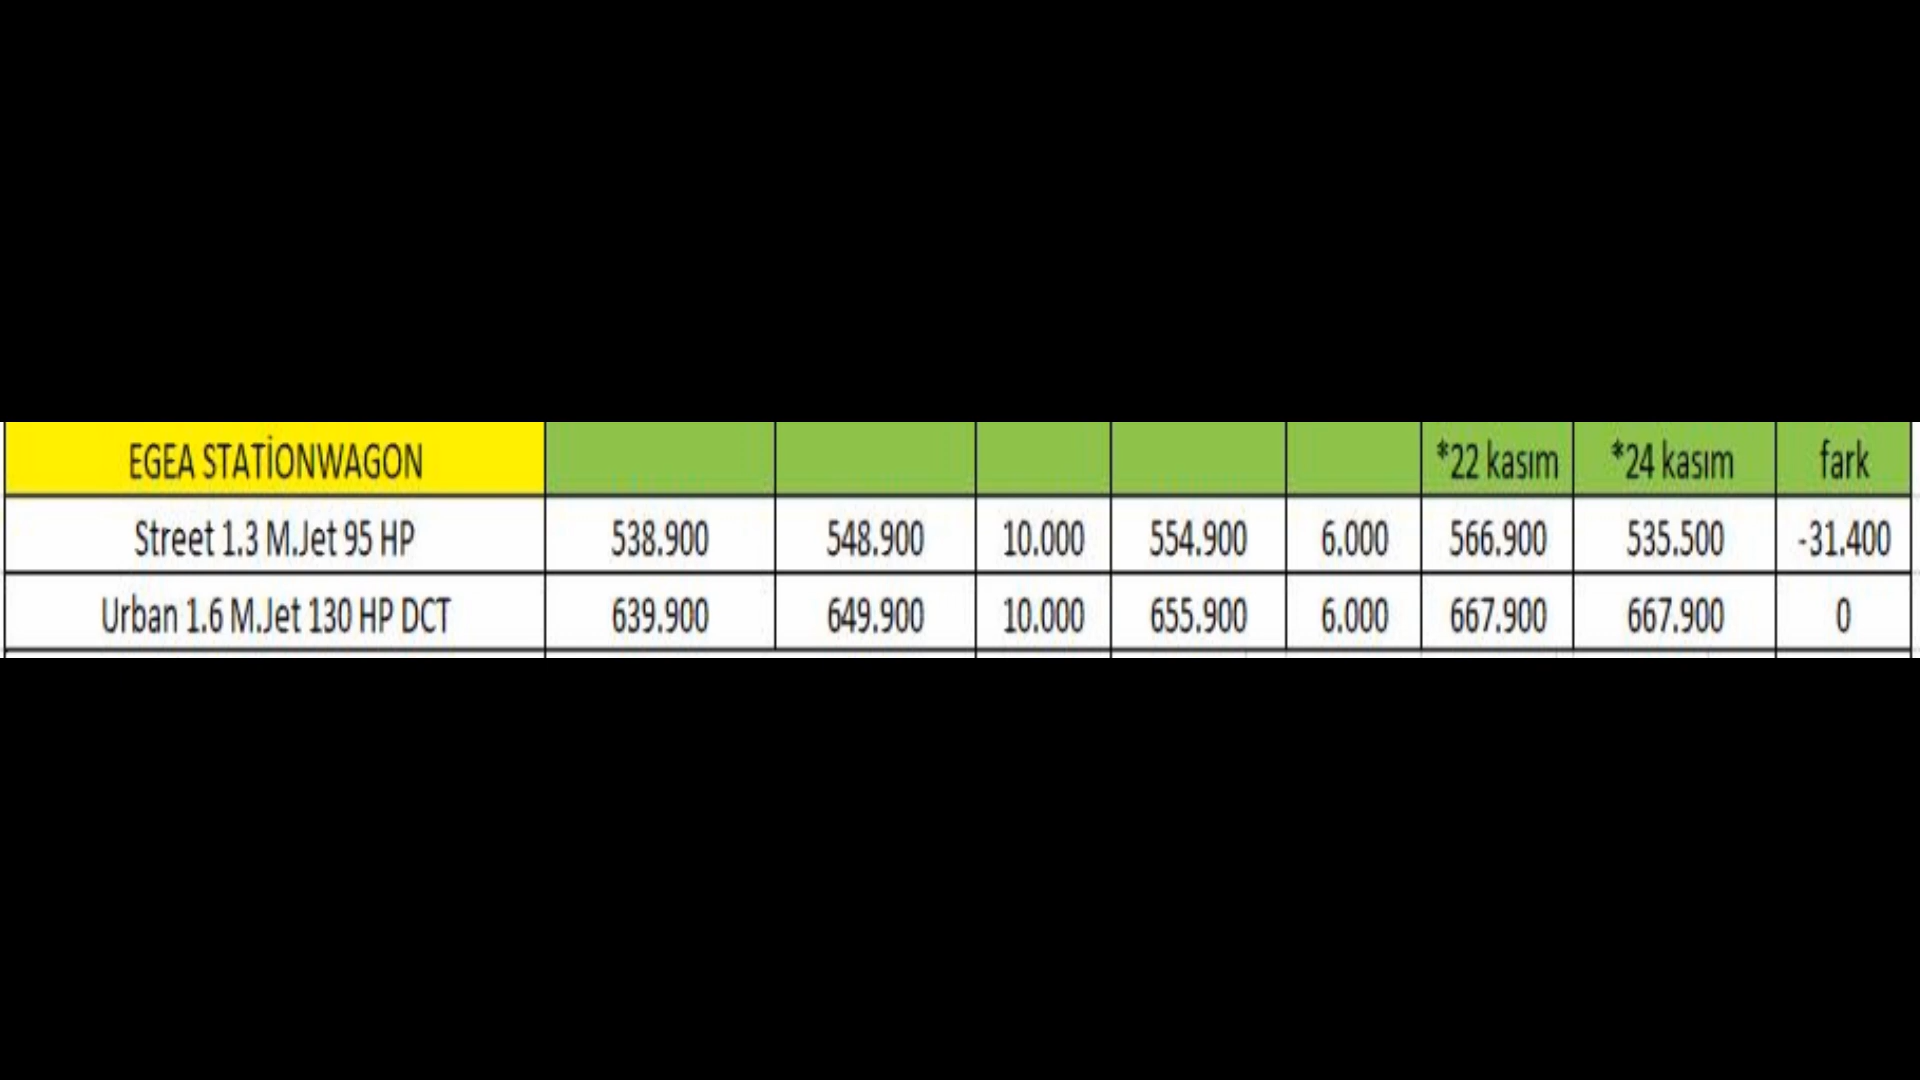 EGEA STATİONWAGON *22 kasım *24 kasım fark
Street 1.3 M.Jet 95 HP 538.900 548.900 10.000 554.900 6.000 566.900 535.500 -31.400
Urban 1.6 M.Jet 130 HP DCT 639.900 649.900 10.000 655.900 6.000 667.900 667.900 0